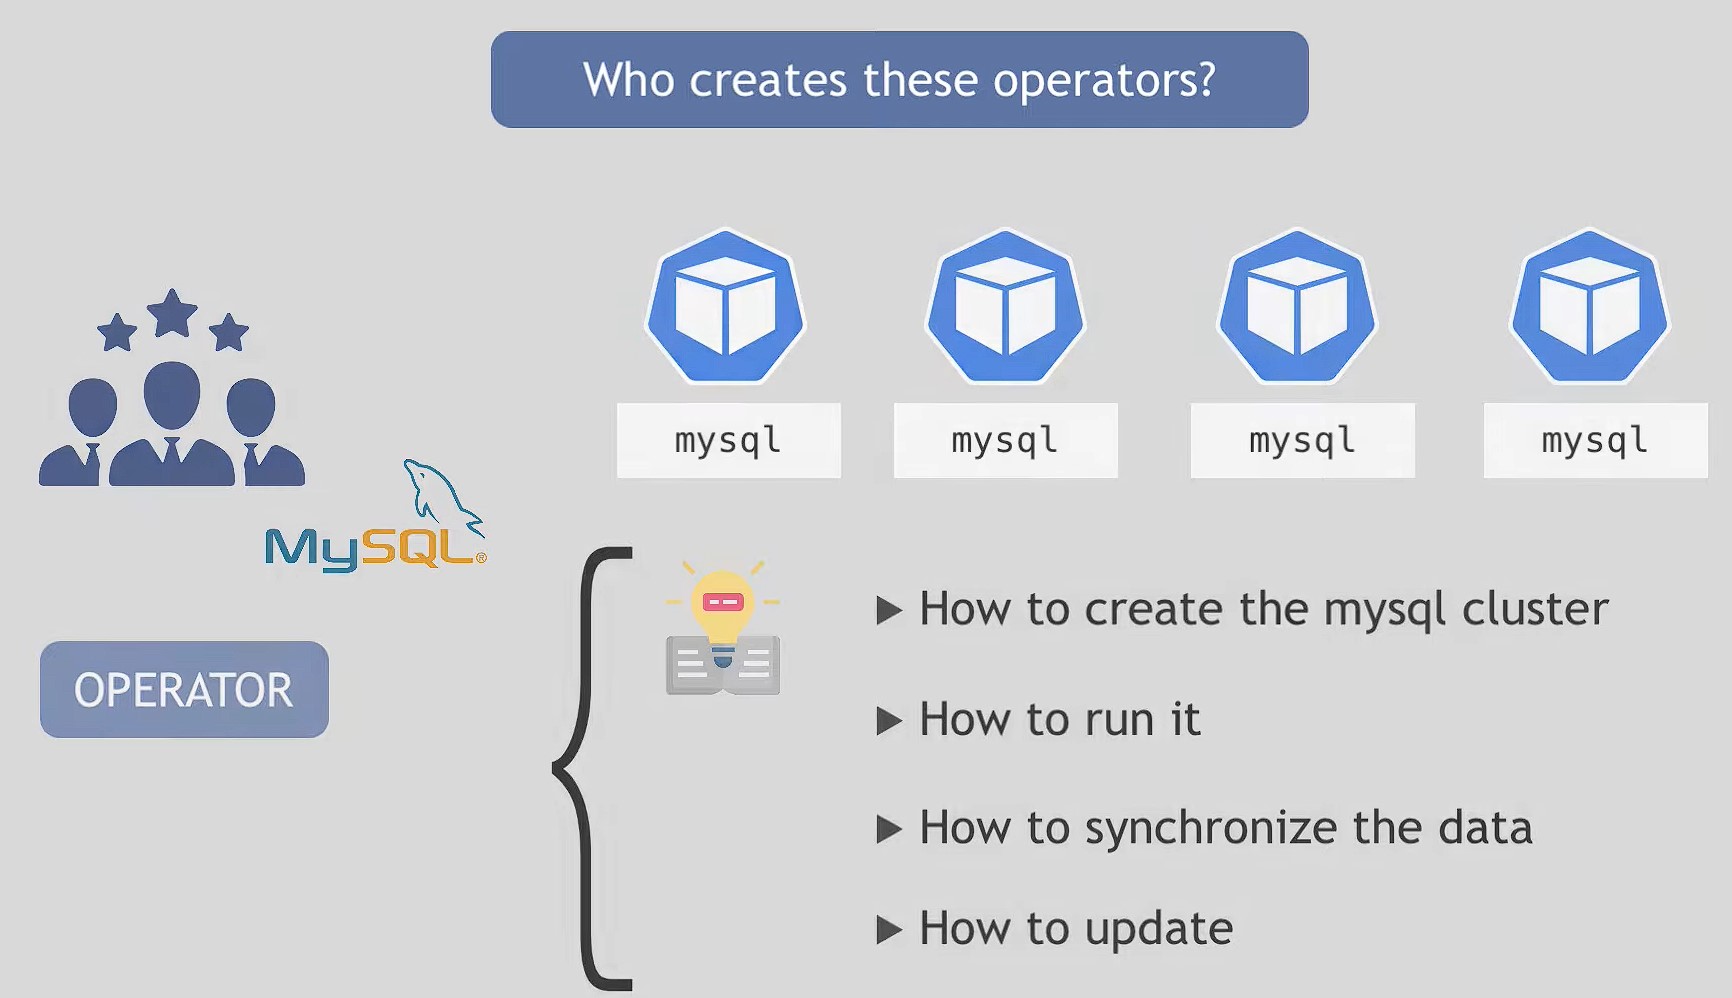 Who creates these operators?
mysql mysql mysql mysql
MySQL®
OPERATOR
▶ How to create the mysql cluster
▶ How to run it
▶ How to synchronize the data
▶ How to update